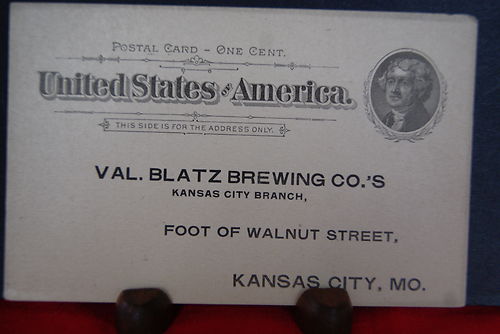 POSTAL CARD - ONE CENT.
United States of America.
THIS SIDE IS FOR THE ADDRESS ONLY.
VAL. BLATZ BREWING CO.'S
KANSAS CITY BRANCH,
FOOT OF WALNUT STREET,
KANSAS CITY, MO.